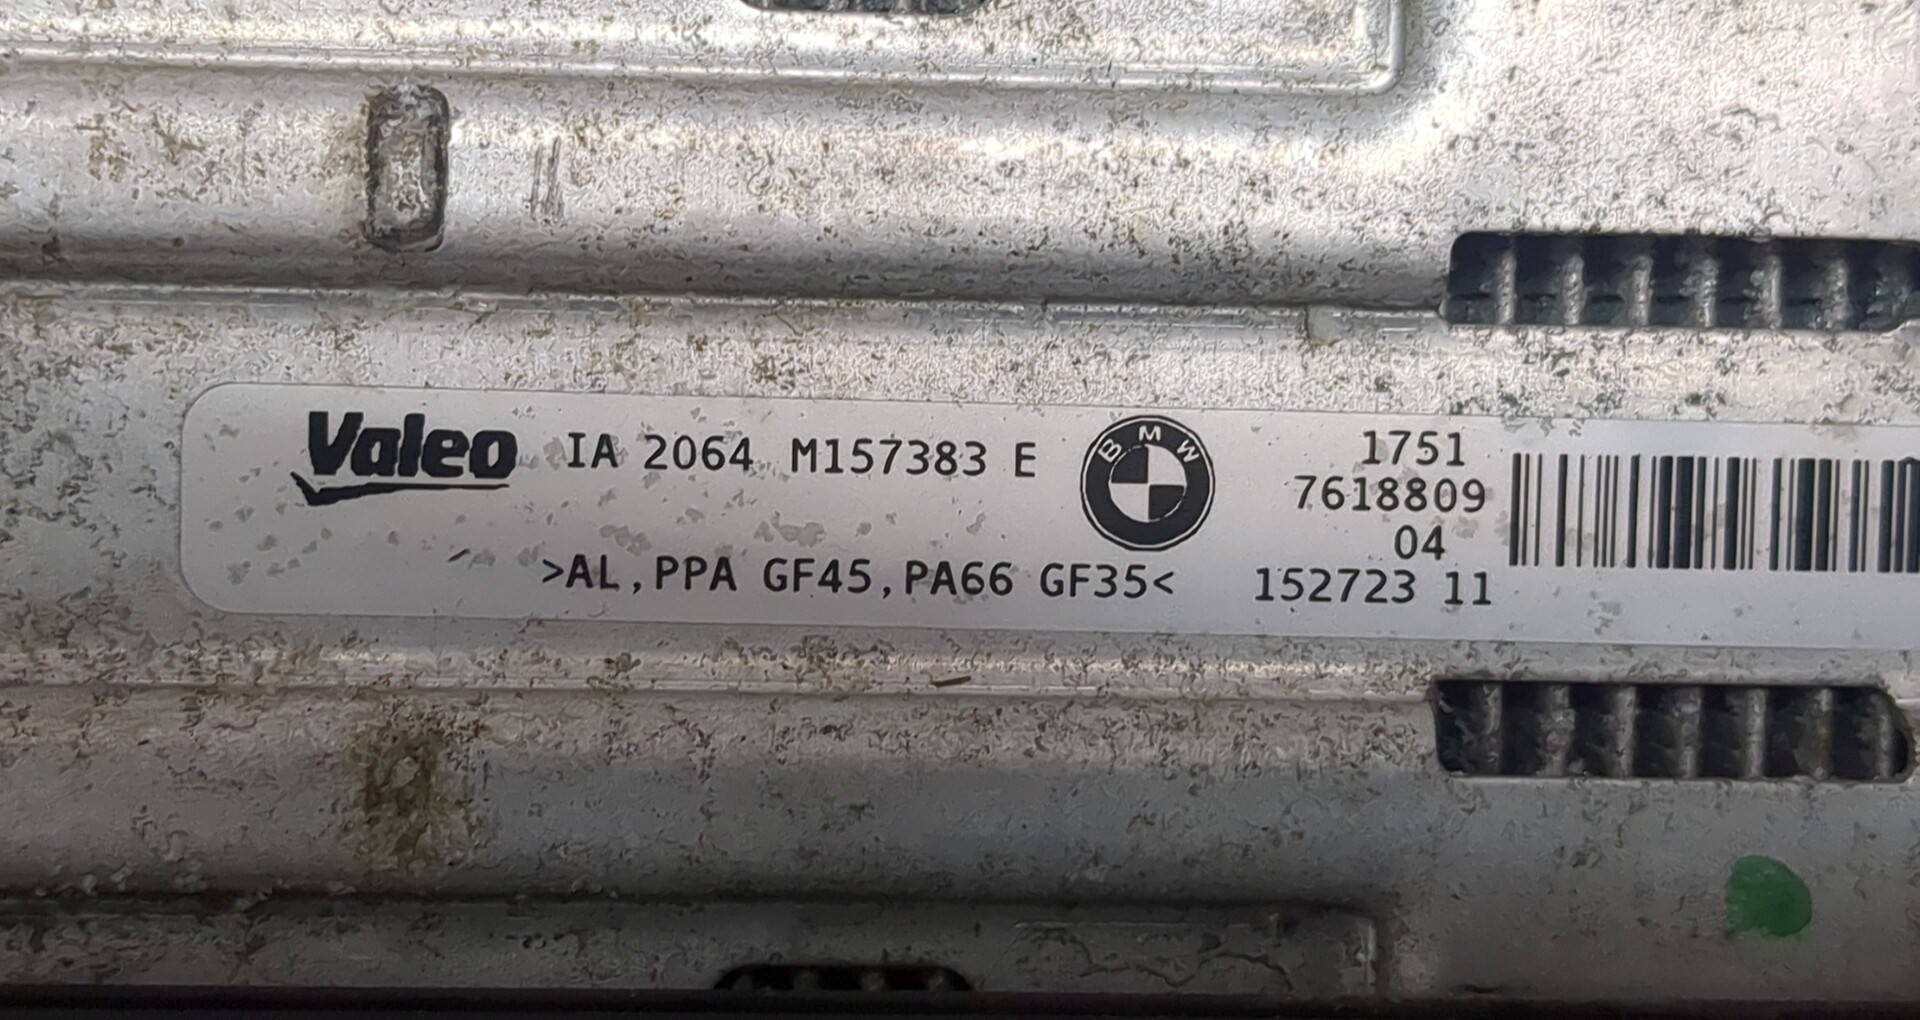 Valeo IA 2064 M157383 E BMW 1751
7618809
04
>AL,PPA GF45,PA66 GF35< 152723 11